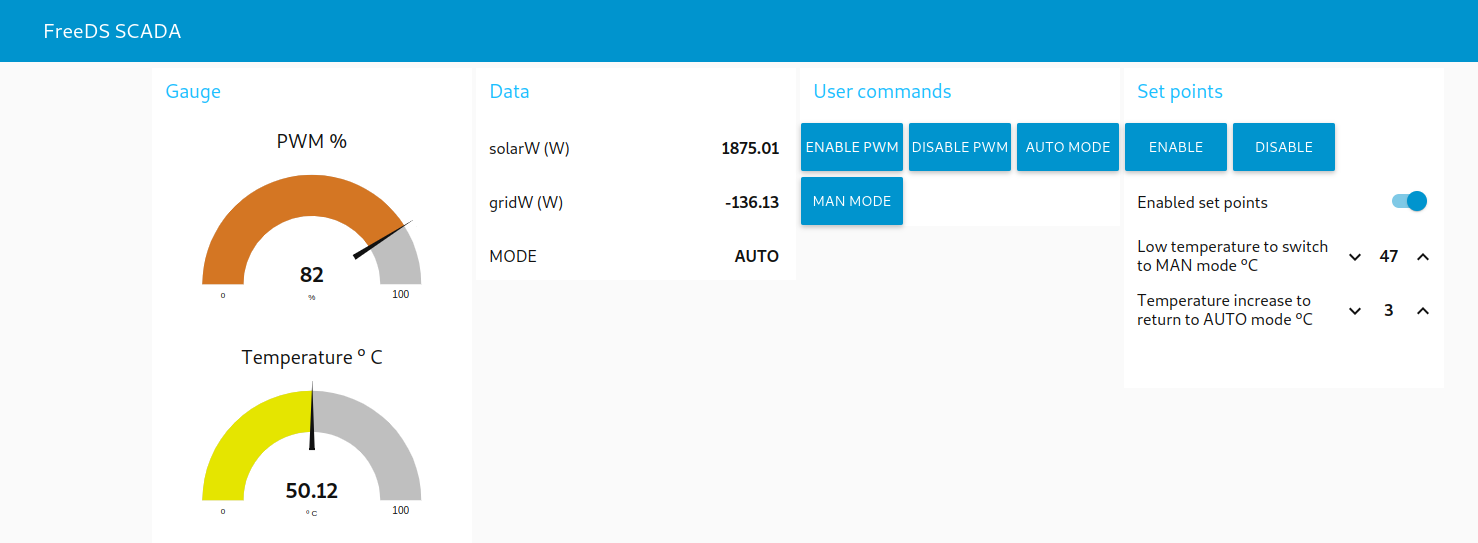 FreeDS SCADA
Gauge
PWM %
82
%
0
100
Temperature º C
50.12
º C
0
100
Data
solarW (W) 1875.01
gridW (W) -136.13
MODE AUTO
User commands
ENABLE PWM DISABLE PWM AUTO MODE
MAN MODE
Set points
ENABLE DISABLE
Enabled set points
Low temperature to switch
to MAN mode ºC
47
Temperature increase to
return to AUTO mode ºC
3